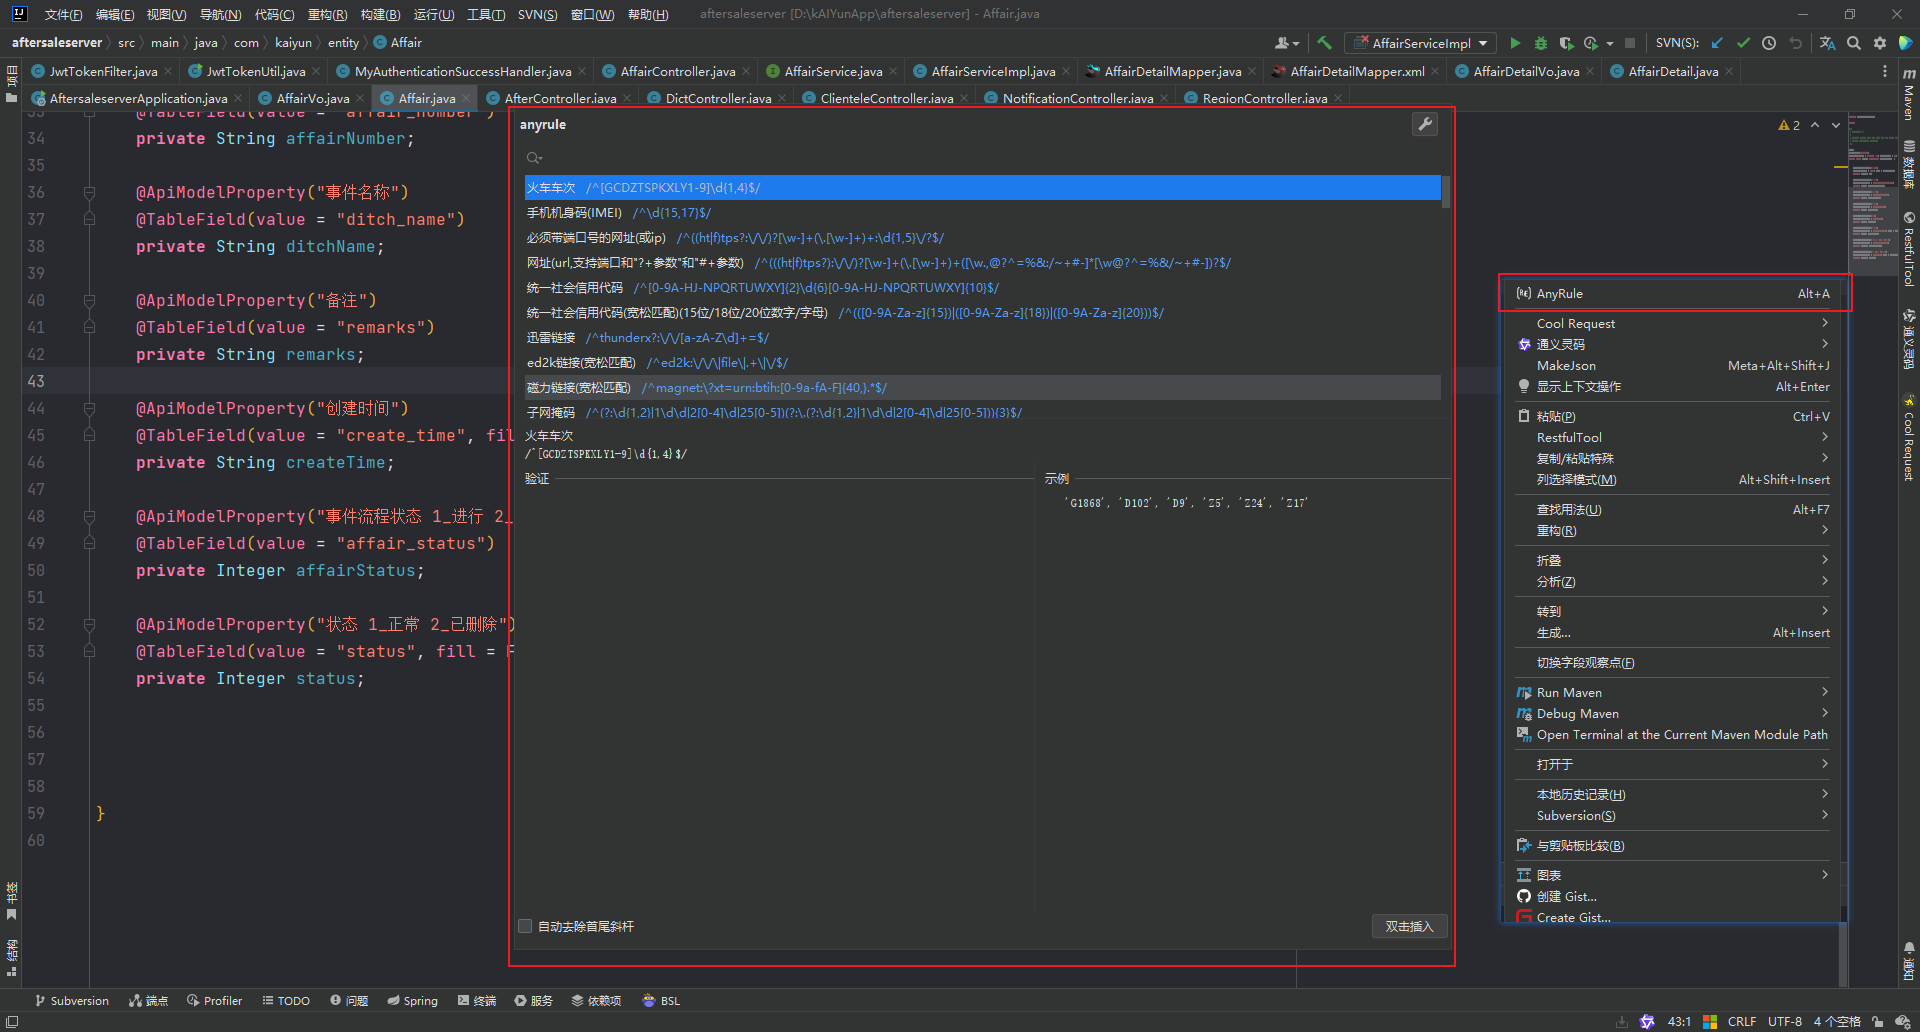 文件(F) 编辑(E) 视图(V) 导航(N) 代码(C) 重构(R) 构建(B) 运行(U) 工具(T) SVN(S) 窗口(W) 帮助(H) aftersaleserver [D:\kAIYunApp\aftersaleserver] - Affair.java
aftersaleserver src main java com kaiyun entity Affair AffairServiceImpl SVN(S):
JwtTokenFilter.java JwtTokenUtil.java MyAuthenticationSuccessHandler.java AffairController.java AffairService.java AffairServiceImpl.java AffairDetailMapper.java AffairDetailMapper.xml AffairDetailVo.java AffairDetail.java
AftersaleserverApplication.java AffairVo.java Affair.java AfterController.java DictController.java ClienteleController.java NotificationController.java RegionController.java
项目
33 @TableField(value = "affair_number")
34 private String affairNumber;
35
36 @ApiModelProperty("事件名称")
37 @TableField(value = "ditch_name")
38 private String ditchName;
39
40 @ApiModelProperty("备注")
41 @TableField(value = "remarks")
42 private String remarks;
43
44 @ApiModelProperty("创建时间")
45 @TableField(value = "create_time", fil
46 private String createTime;
47
48 @ApiModelProperty("事件流程状态 1_进行 2_
49 @TableField(value = "affair_status")
50 private Integer affairStatus;
51
52 @ApiModelProperty("状态 1_正常 2_已删除")
53 @TableField(value = "status", fill = F
54 private Integer status;
55
56
57
58
59 }
60
书签
结构
anyrule
火车车次 /^[GCDZTSPKXLY1-9]\d{1,4}$/
手机机身码(IMEI) /^\d{15,17}$/
必须带端口号的网址(或ip) /^((ht|f)tps?:\/\/)?[\w-]+(\.[\w-]+)+:\d{1,5}\/?$/
网址(url,支持端口和"?+参数"和"#+参数) /^(((ht|f)tps?):\/\/)?[\w-]+(\.[\w-]+)+([\w.,@?^=%&:/~+#-]*[\w@?^=%&/~+#-])?$/
统一社会信用代码 /^[0-9A-HJ-NPQRTUWXY]{2}\d{6}[0-9A-HJ-NPQRTUWXY]{10}$/
统一社会信用代码(宽松匹配)(15位/18位/20位数字/字母) /^(([0-9A-Za-z]{15})|([0-9A-Za-z]{18})|([0-9A-Za-z]{20}))$/
迅雷链接 /^thunderx?:\/\/[a-zA-Z\d]+=$/
ed2k链接(宽松匹配) /^ed2k:\/\/\|file\|.+\|\/$/
磁力链接(宽松匹配) /^magnet:\?xt=urn:btih:[0-9a-fA-F]{40,}.*$/
子网掩码 /^(?:\d{1,2}|1\d\d|2[0-4]\d|25[0-5])(?:\.(?:\d{1,2}|1\d\d|2[0-4]\d|25[0-5])){3}$/
火车车次
/^[GCDZTSPKXLY1-9]\d{1,4}$/
验证
示例
'G1868', 'D102', 'D9', 'Z5', 'Z24', 'Z17'
自动去除首尾斜杆
双击插入
2
AnyRule Alt+A
Cool Request
通义灵码
MakeJson Meta+Alt+Shift+J
显示上下文操作 Alt+Enter
粘贴(P) Ctrl+V
RestfulTool
复制/粘贴特殊
列选择模式(M) Alt+Shift+Insert
查找用法(U) Alt+F7
重构(R)
折叠
分析(Z)
转到
生成... Alt+Insert
切换字段观察点(F)
Run Maven
Debug Maven
Open Terminal at the Current Maven Module Path
打开于
本地历史记录(H)
Subversion(S)
与剪贴板比较(B)
图表
创建 Gist...
Create Gist...
Maven
数据库
RestfulTool
通义灵码
Cool Request
通知
Subversion 端点 Profiler TODO 问题 Spring 终端 服务 依赖项 BSL
43:1 CRLF UTF-8 4 个空格